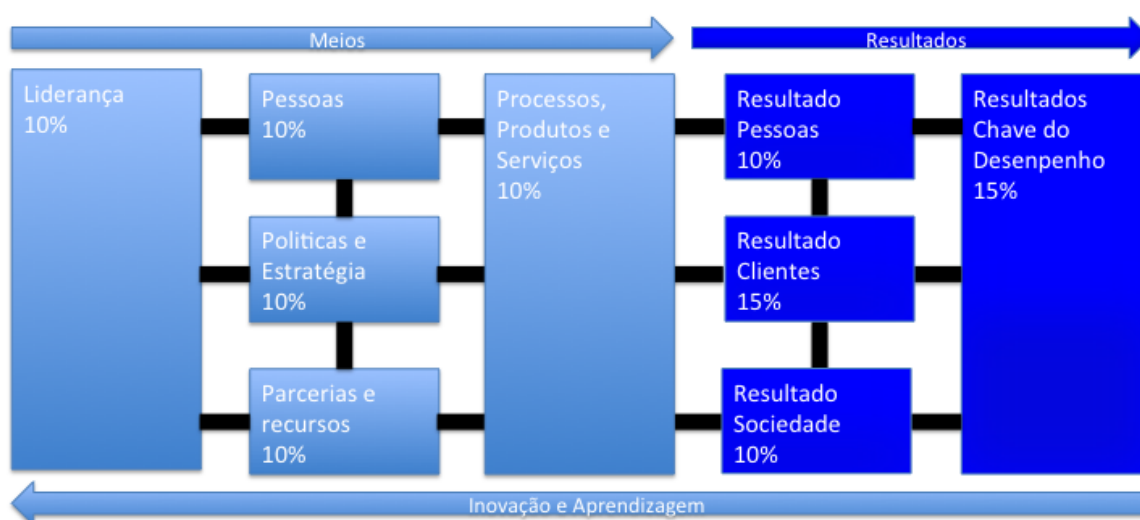 Meios
Resultados
Liderança
10%
Pessoas
10%
Politicas e
Estratégia
10%
Parcerias e
recursos
10%
Processos,
Produtos e
Serviços
10%
Resultado
Pessoas
10%
Resultado
Clientes
15%
Resultado
Sociedade
10%
Resultados
Chave do
Desenpenho
15%
Inovação e Aprendizagem